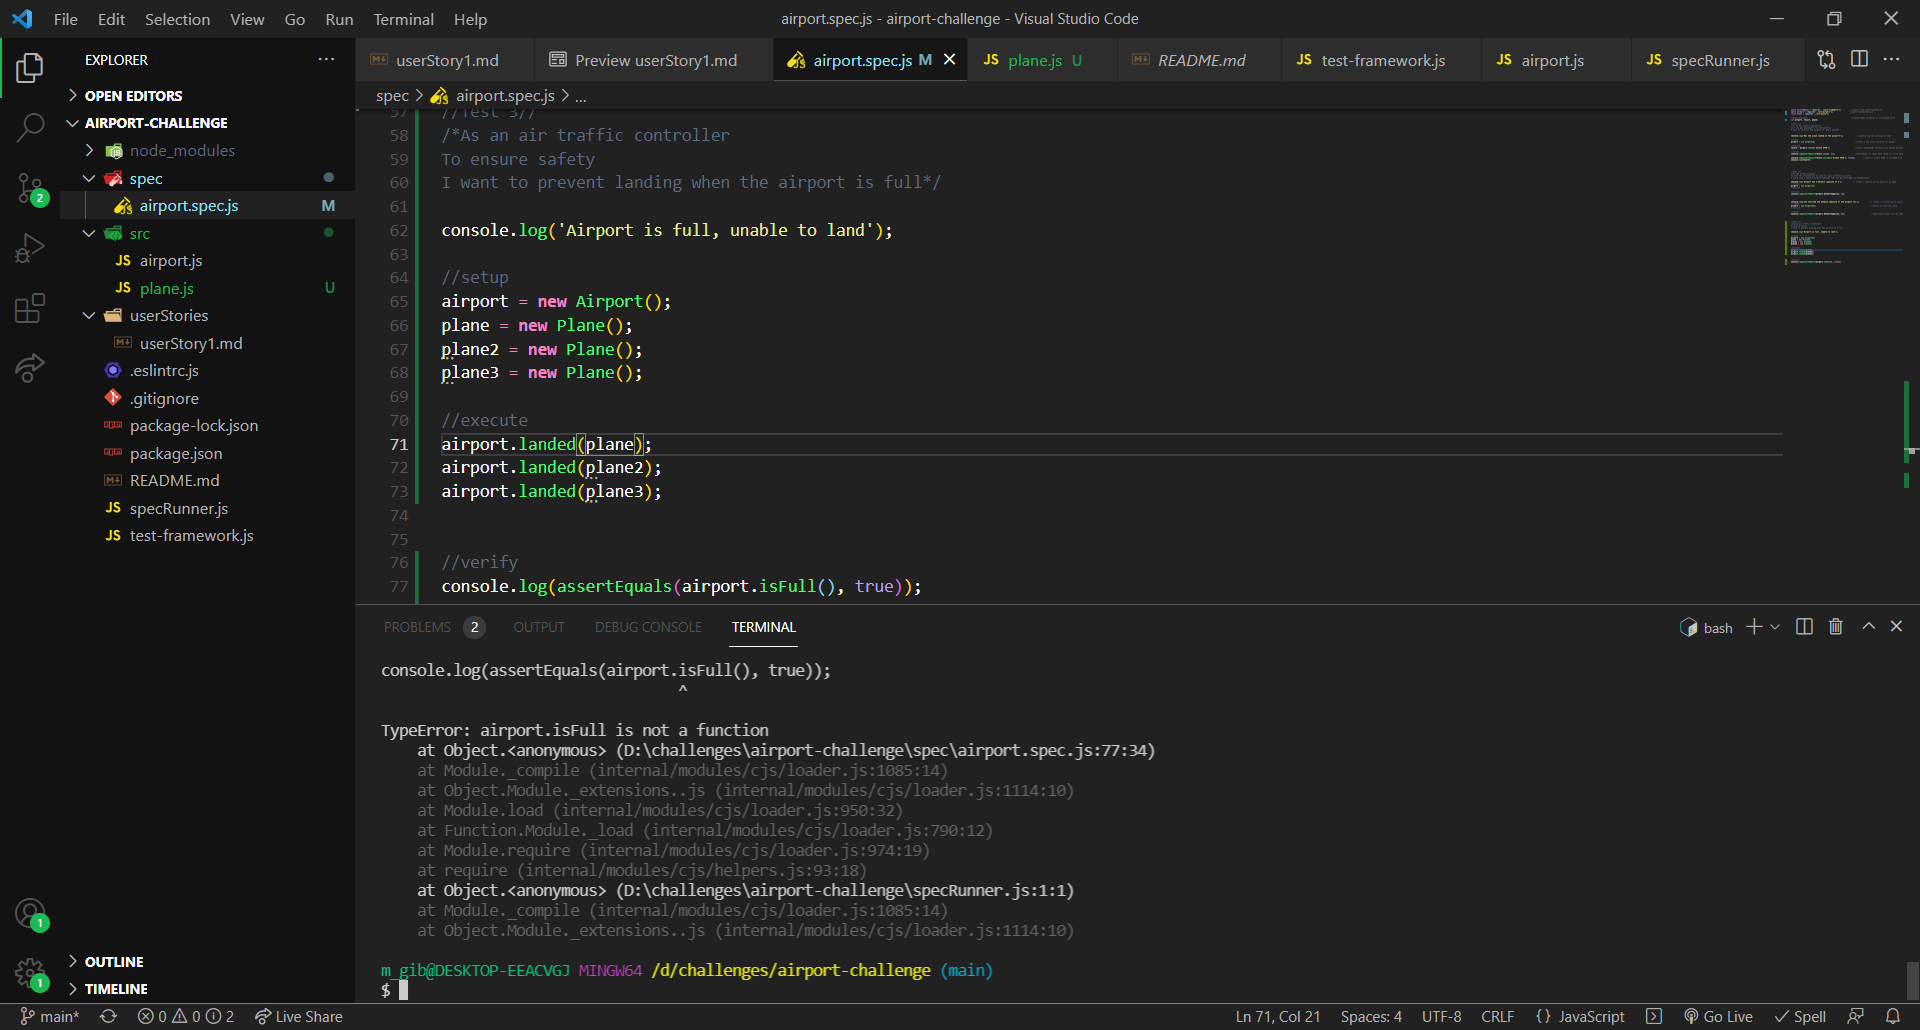 File Edit Selection View Go Run Terminal Help
airport.spec.js - airport-challenge - Visual Studio Code
EXPLORER
OPEN EDITORS
AIRPORT-CHALLENGE
node_modules
spec
airport.spec.js M
src
airport.js
plane.js U
userStories
userStory1.md
.eslintrc.js
.gitignore
package-lock.json
package.json
README.md
specRunner.js
test-framework.js
OUTLINE
TIMELINE
2
1
1
userStory1.md
Preview userStory1.md
airport.spec.js M
plane.js U
README.md
test-framework.js
airport.js
specRunner.js
spec > airport.spec.js > ...
57 //Test 3//
58 /*As an air traffic controller
59 To ensure safety
60 I want to prevent landing when the airport is full*/
61
62 console.log('Airport is full, unable to land');
63
64 //setup
65 airport = new Airport();
66 plane = new Plane();
67 plane2 = new Plane();
68 plane3 = new Plane();
69
70 //execute
71 airport.landed(plane);
72 airport.landed(plane2);
73 airport.landed(plane3);
74
75
76 //verify
77 console.log(assertEquals(airport.isFull(), true));
PROBLEMS 2 OUTPUT DEBUG CONSOLE TERMINAL
bash
console.log(assertEquals(airport.isFull(), true));
^
TypeError: airport.isFull is not a function
at Object.<anonymous> (D:\challenges\airport-challenge\spec\airport.spec.js:77:34)
at Module._compile (internal/modules/cjs/loader.js:1085:14)
at Object.Module._extensions..js (internal/modules/cjs/loader.js:1114:10)
at Module.load (internal/modules/cjs/loader.js:950:32)
at Function.Module._load (internal/modules/cjs/loader.js:790:12)
at Module.require (internal/modules/cjs/loader.js:974:19)
at require (internal/modules/cjs/helpers.js:93:18)
at Object.<anonymous> (D:\challenges\airport-challenge\specRunner.js:1:1)
at Module._compile (internal/modules/cjs/loader.js:1085:14)
at Object.Module._extensions..js (internal/modules/cjs/loader.js:1114:10)
m_gib@DESKTOP-EEACVGJ MINGW64 /d/challenges/airport-challenge (main)
$
main* 0 0 2 Live Share
Ln 71, Col 21 Spaces: 4 UTF-8 CRLF {} JavaScript Go Live Spell